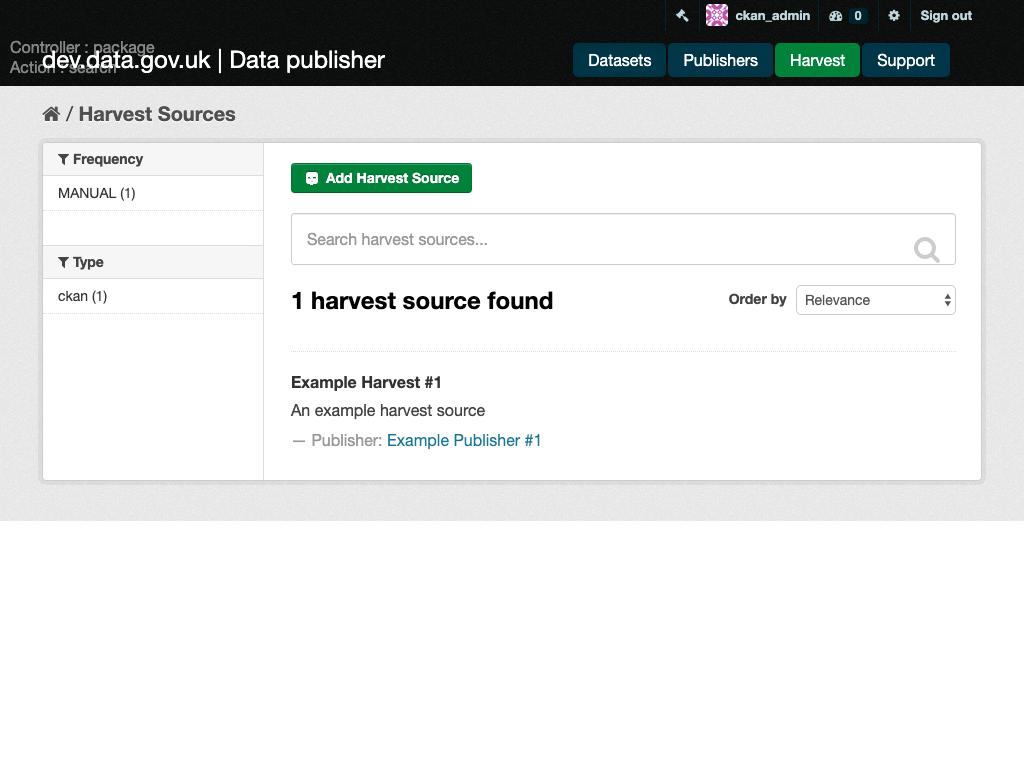 ckan_admin 0 Sign out
Controller : package
Action : search
dev.data.gov.uk | Data publisher
Datasets Publishers Harvest Support
/ Harvest Sources
Frequency
MANUAL (1)
Type
ckan (1)
Add Harvest Source
Search harvest sources...
1 harvest source found
Order by Relevance
Example Harvest #1
An example harvest source
— Publisher: Example Publisher #1